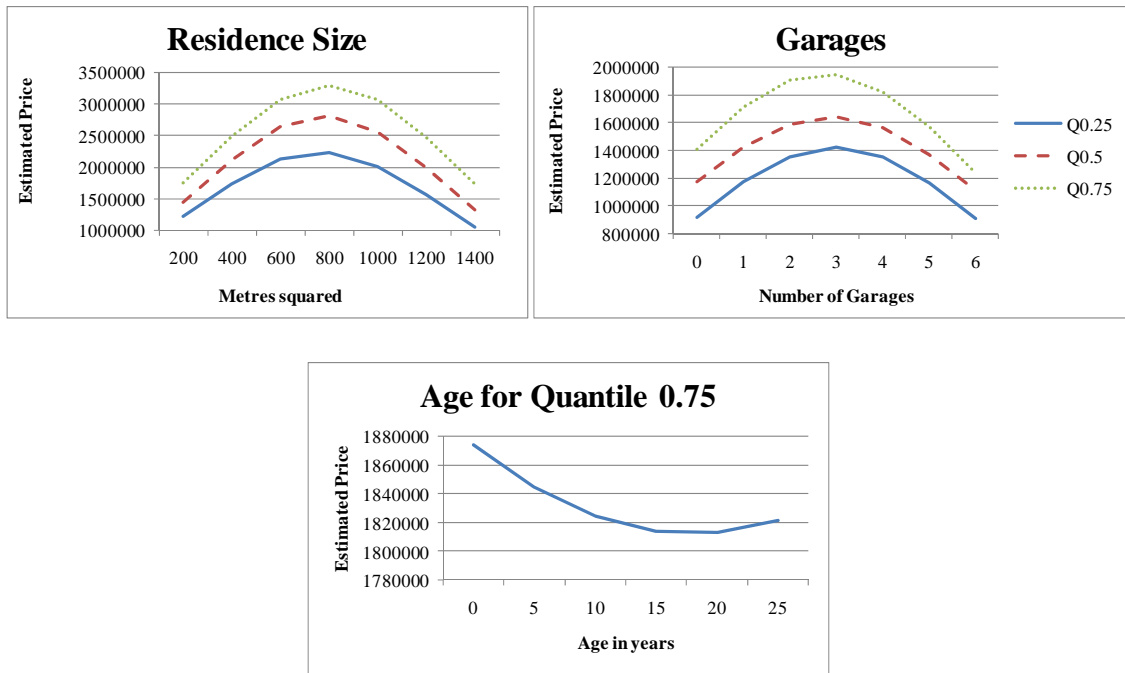 Residence Size
Estimated Price
3500000
3000000
2500000
2000000
1500000
1000000
200 400 600 800 1000 1200 1400
Metres squared
Garages
Estimated Price
2000000
1800000
1600000
1400000
1200000
1000000
800000
0 1 2 3 4 5 6
Number of Garages
Q0.25
Q0.5
Q0.75
Age for Quantile 0.75
Estimated Price
1880000
1860000
1840000
1820000
1800000
1780000
0 5 10 15 20 25
Age in years